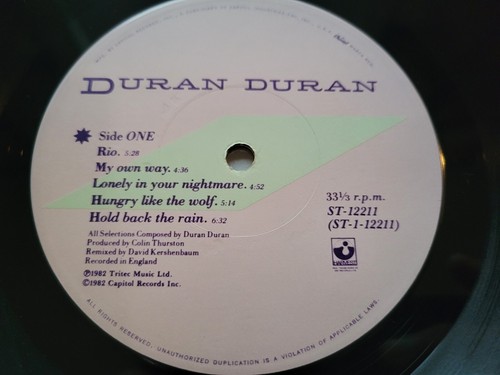 DURAN DURAN
Side ONE
Rio. 5:28
My own way. 4:36
Lonely in your nightmare. 4:52
Hungry like the wolf. 5:14
Hold back the rain. 6:32
33⅓ r.p.m.
ST-12211
(ST-1-12211)
All Selections Composed by Duran Duran
Produced by Colin Thurston
Remixed by David Kershenbaum
Recorded in England
℗1982 Tritec Music Ltd.
©1982 Capitol Records Inc.
HARVEST
ALL RIGHTS RESERVED. UNAUTHORIZED DUPLICATION IS A VIOLATION OF APPLICABLE LAWS.